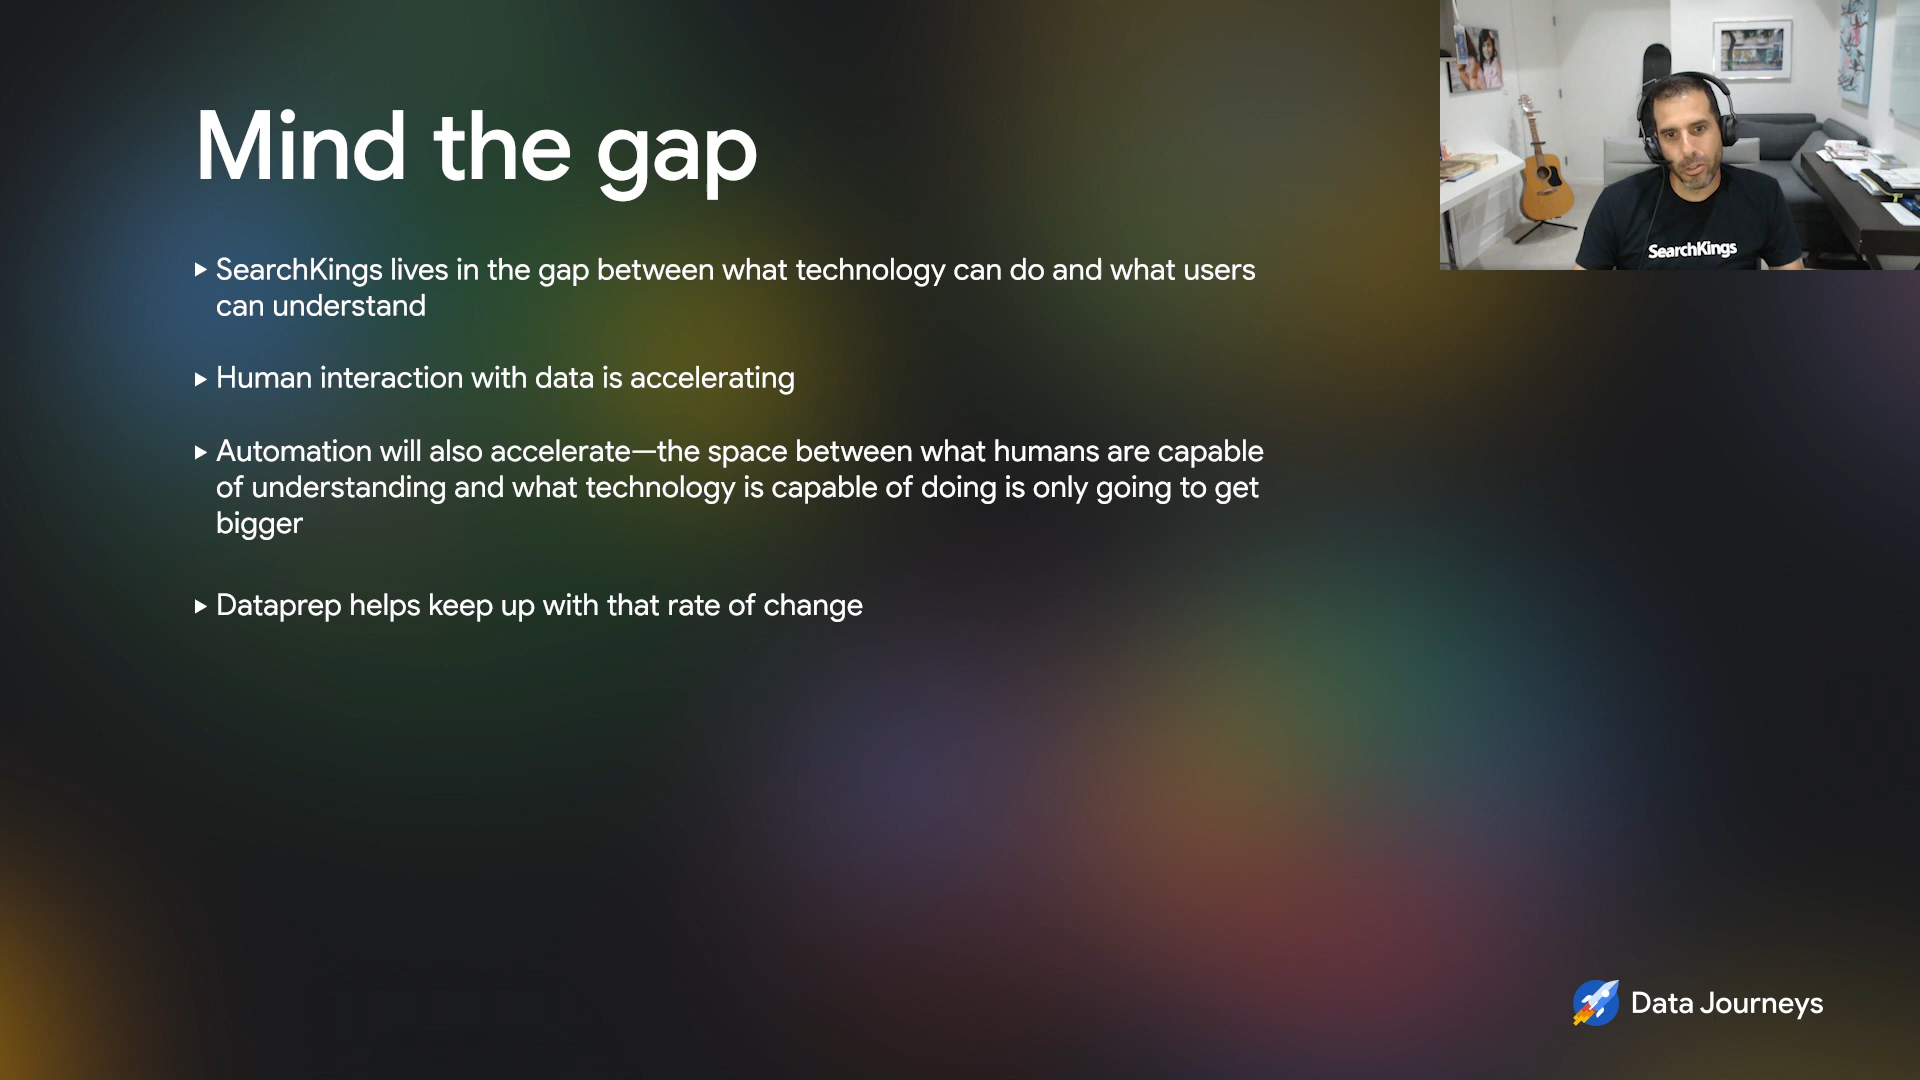 Mind the gap
SearchKings lives in the gap between what technology can do and what users
can understand
Human interaction with data is accelerating
Automation will also accelerate—the space between what humans are capable
of understanding and what technology is capable of doing is only going to get
bigger
Dataprep helps keep up with that rate of change
SearchKings
Data Journeys